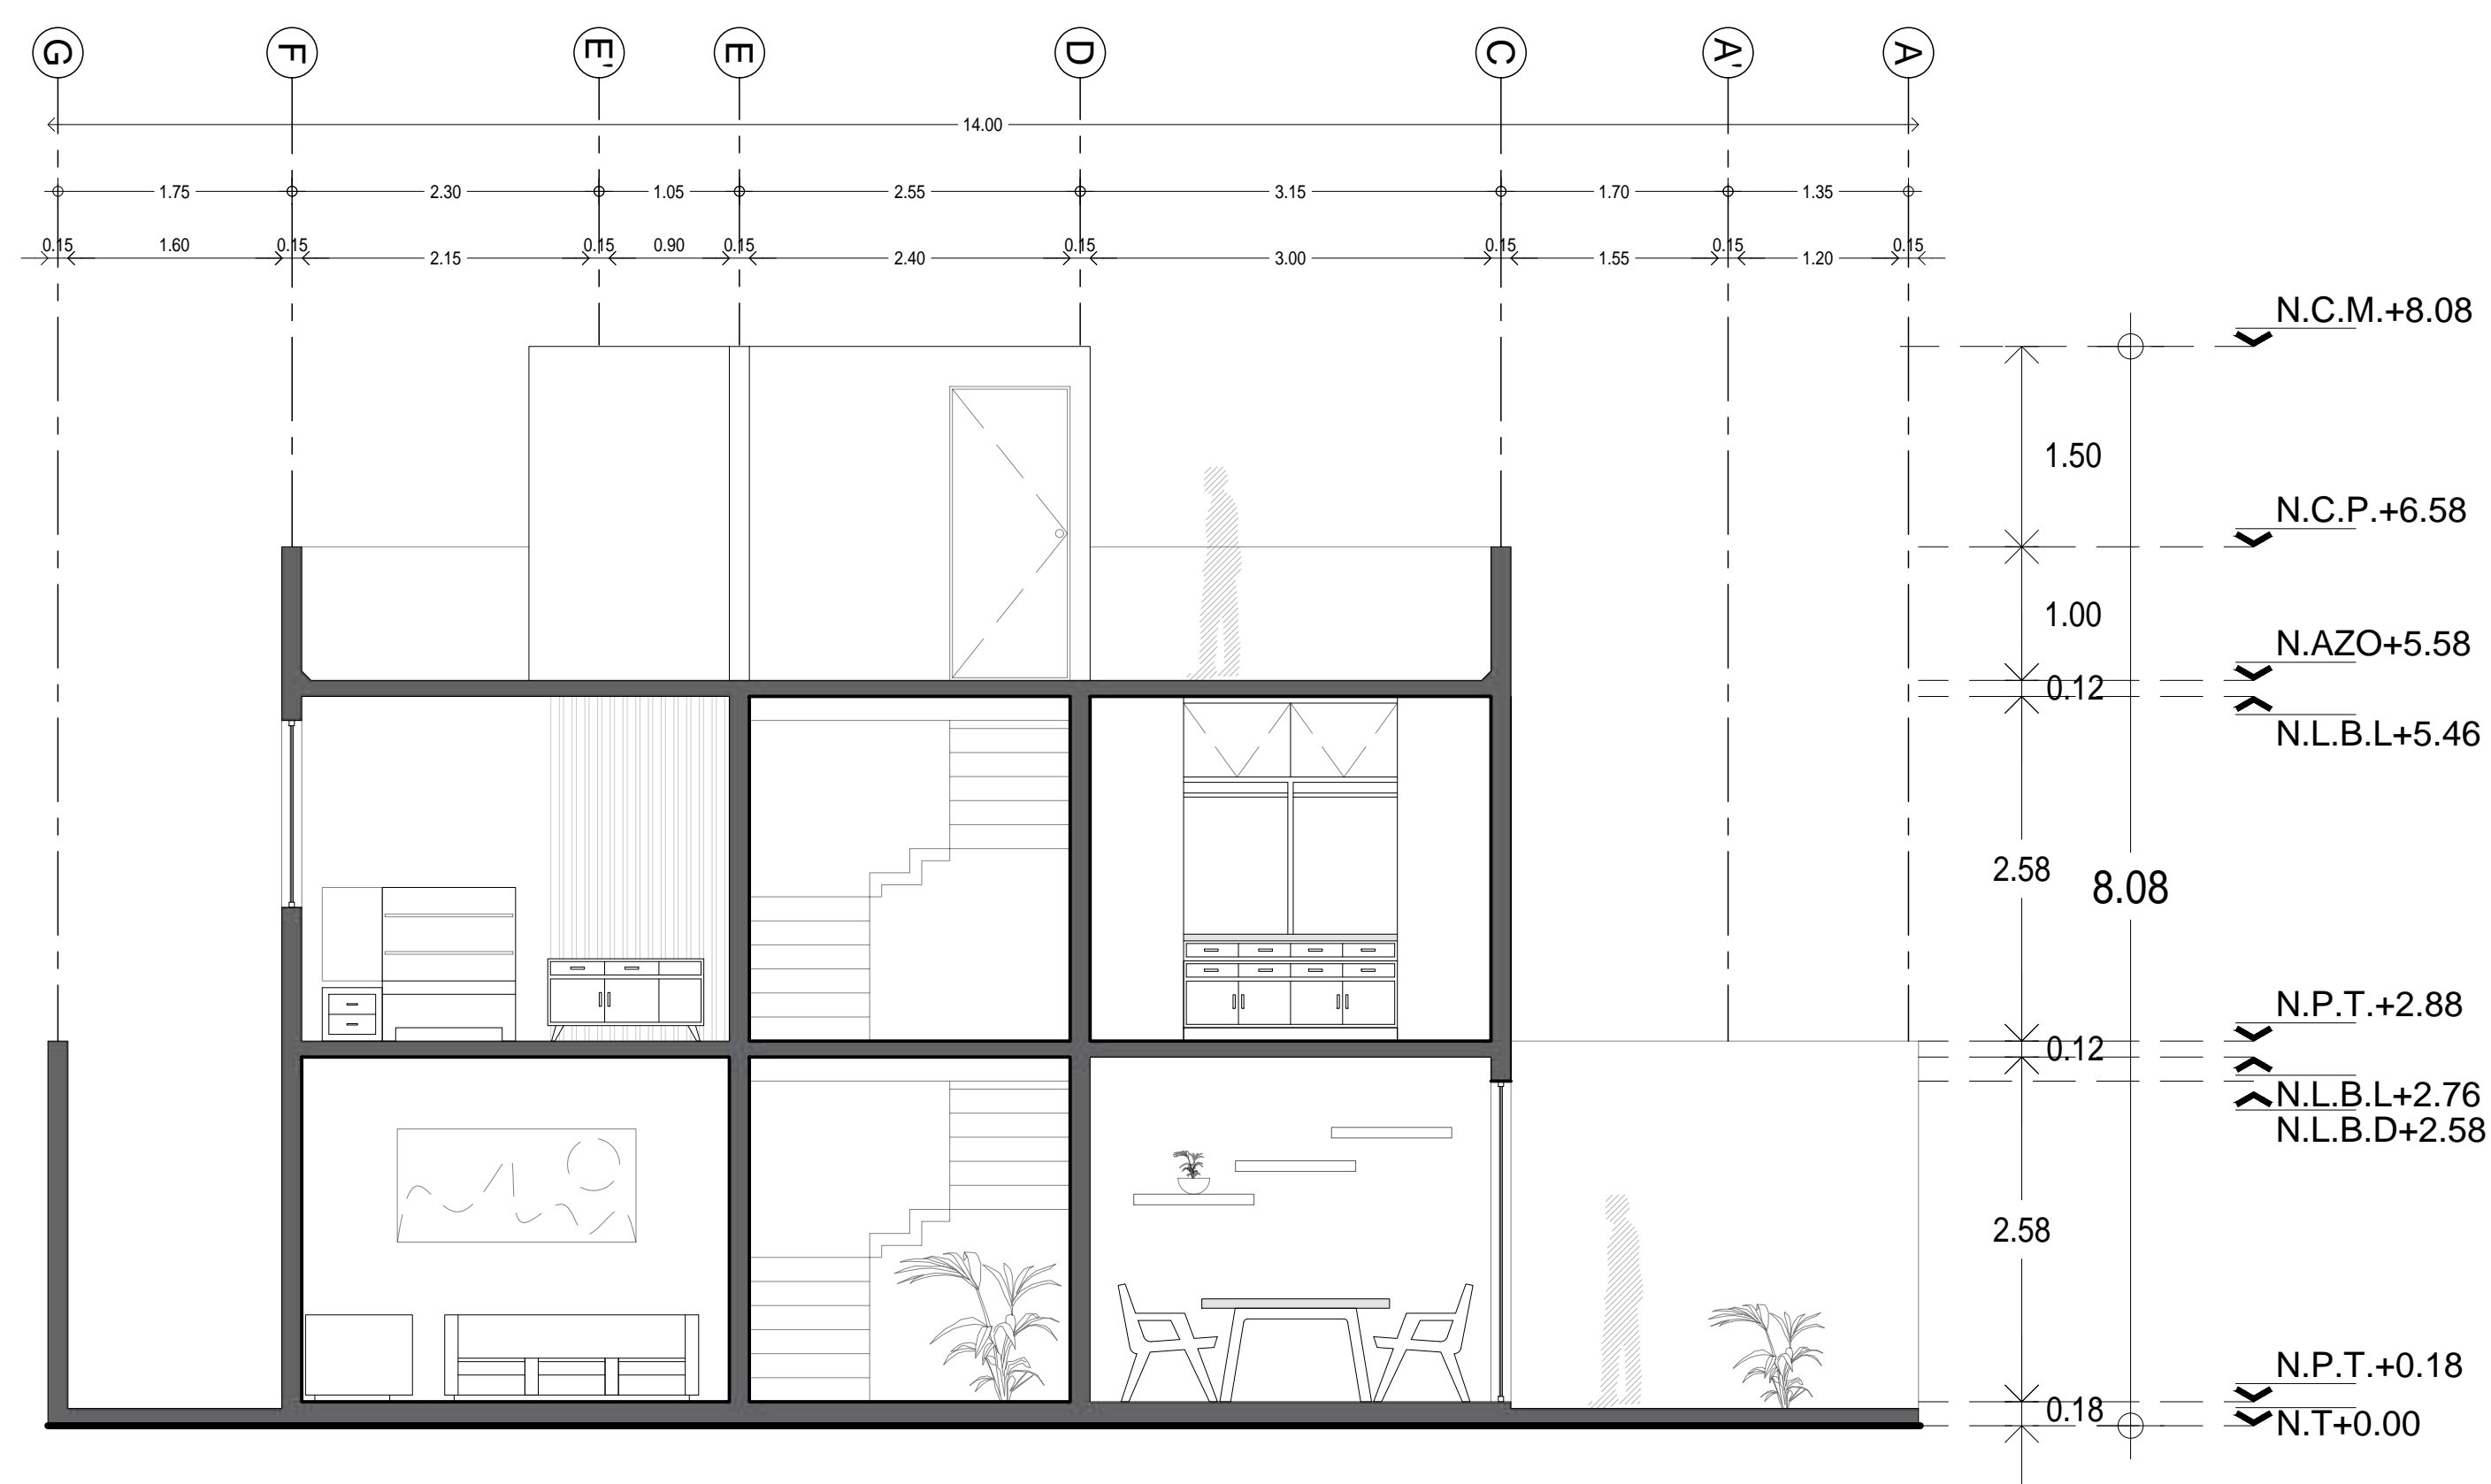 G F E' E D C A' A
14.00
1.75 2.30 1.05 2.55 3.15 1.70 1.35
0.15 1.60 0.15 2.15 0.15 0.90 0.15 2.40 0.15 3.00 0.15 1.55 0.15 1.20 0.15
N.C.M.+8.08
1.50
N.C.P.+6.58
1.00
N.AZO+5.58
0.12
N.L.B.L+5.46
2.58
8.08
N.P.T.+2.88
0.12
N.L.B.L+2.76
N.L.B.D+2.58
2.58
N.P.T.+0.18
0.18
N.T+0.00